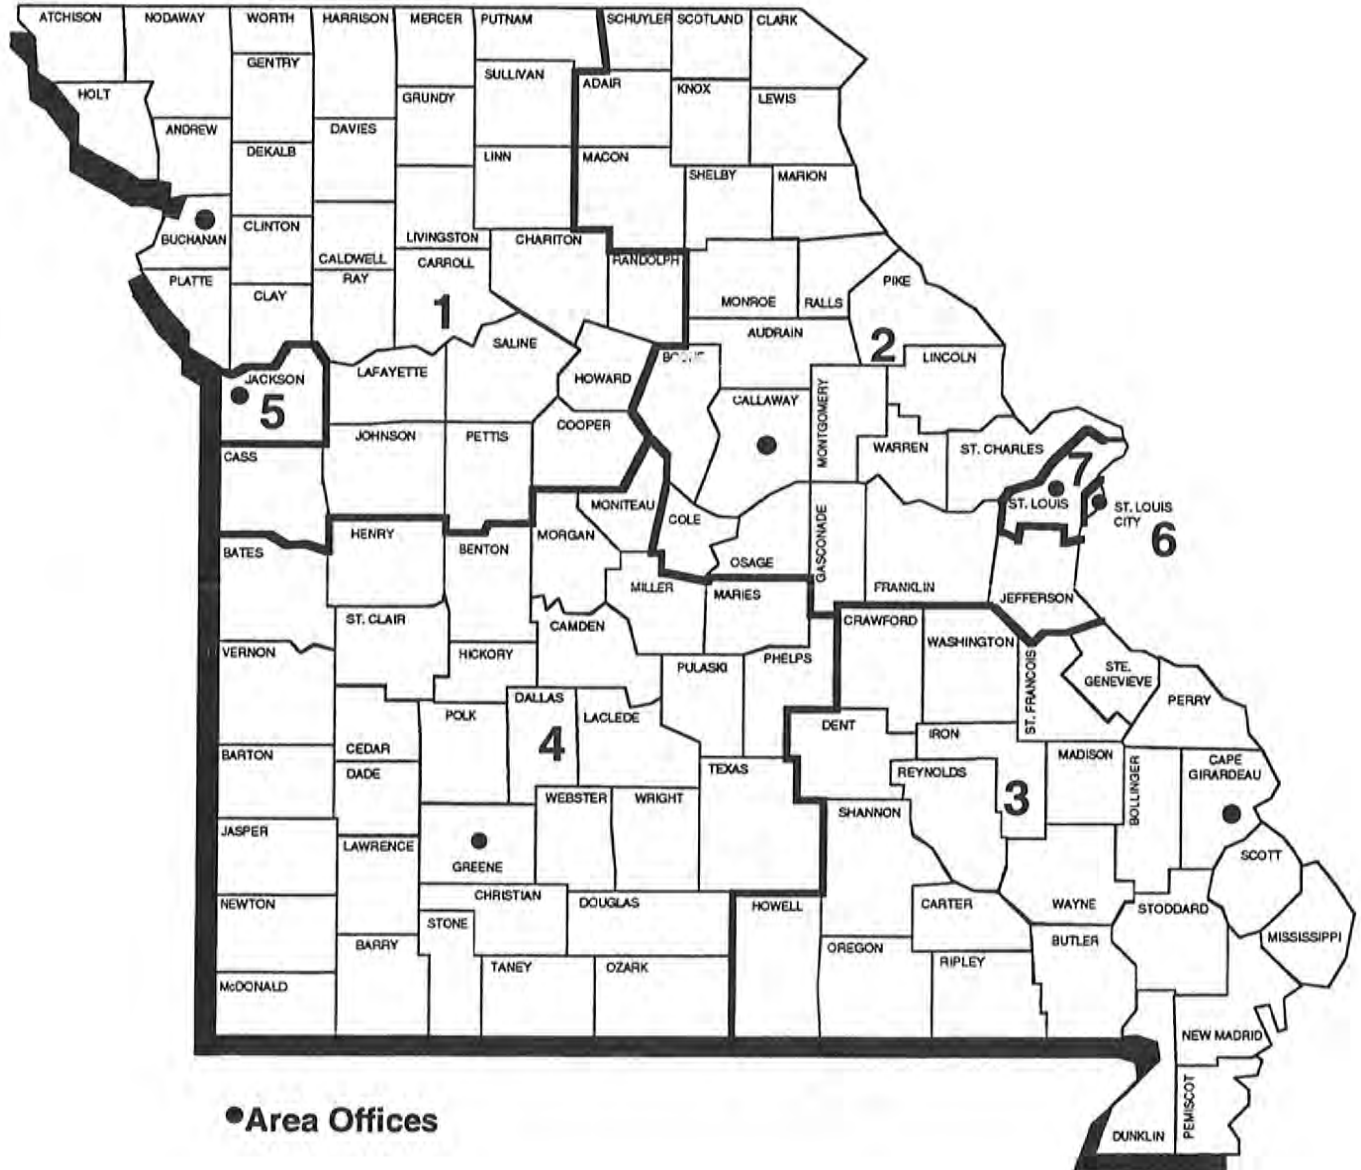 ATCHISON
NODAWAY
WORTH
HARRISON
MERCER
PUTNAM
SCHUYLER
SCOTLAND
CLARK
GENTRY
SULLIVAN
ADAIR
KNOX
HOLT
GRUNDY
LEWIS
ANDREW
DAVIES
DEKALB
LINN
MACON
SHELBY
MARION
CLINTON
BUCHANAN
LIVINGSTON
CHARITON
CALDWELL
CARROLL
RANDOLPH
PLATTE
RAY
PIKE
CLAY
1
MONROE
RALLS
AUDRAIN
SALINE
2
LINCOLN
LAFAYETTE
HOWARD
JACKSON
5
CALLAWAY
MONTGOMERY
COOPER
JOHNSON
PETTIS
WARREN
ST. CHARLES
CASS
7
MONITEAU
ST. LOUIS
ST. LOUIS
CITY
6
COLE
GASCONADE
HENRY
MORGAN
BENTON
BATES
OSAGE
MILLER
MARIES
FRANKLIN
JEFFERSON
ST. CLAIR
CAMDEN
CRAWFORD
WASHINGTON
VERNON
HICKORY
PULASKI
PHELPS
ST. FRANCOIS
STE.
GENEVIEVE
PERRY
DALLAS
POLK
LACLEDE
DENT
IRON
4
CEDAR
BARTON
MADISON
BOLLINGER
CAPE
GIRARDEAU
DADE
TEXAS
REYNOLDS
3
WEBSTER
WRIGHT
SHANNON
JASPER
LAWRENCE
GREENE
SCOTT
NEWTON
CHRISTIAN
DOUGLAS
HOWELL
CARTER
WAYNE
STODDARD
STONE
BARRY
OREGON
BUTLER
MISSISSIPPI
TANEY
OZARK
RIPLEY
McDONALD
NEW MADRID
PEMISCOT
DUNKLIN
Area Offices